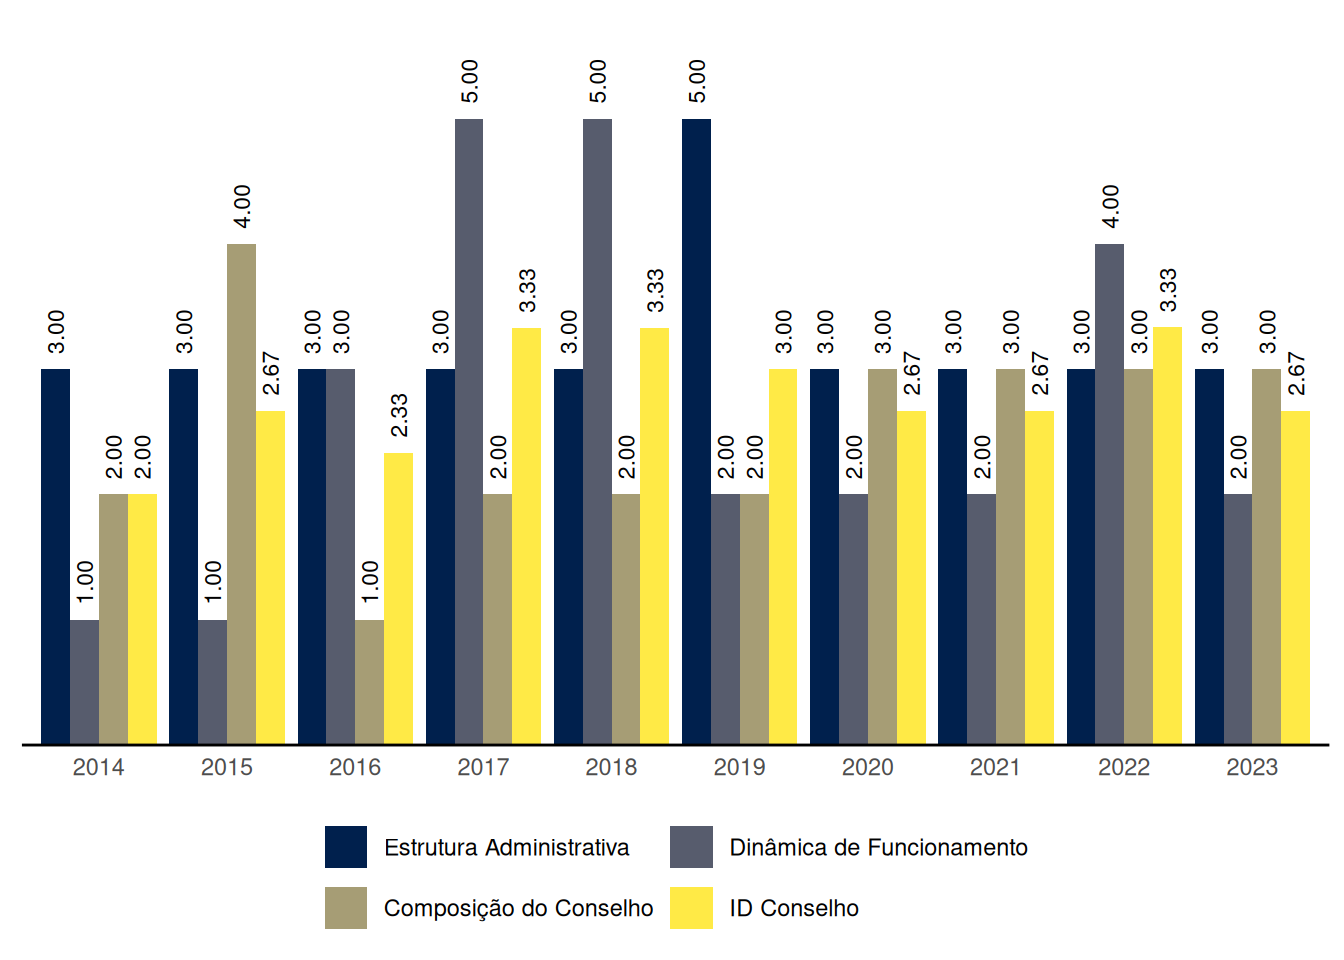 3.00 1.00 2.00 2.00
3.00 1.00 4.00 2.67
3.00 3.00 1.00 2.33
3.00 5.00 2.00 3.33
3.00 5.00 2.00 3.33
5.00 2.00 2.00 3.00
3.00 2.00 3.00 2.67
3.00 2.00 3.00 2.67
3.00 4.00 3.00 3.33
3.00 2.00 3.00 2.67
2014 2015 2016 2017 2018 2019 2020 2021 2022 2023
Estrutura Administrativa Dinâmica de Funcionamento
Composição do Conselho ID Conselho